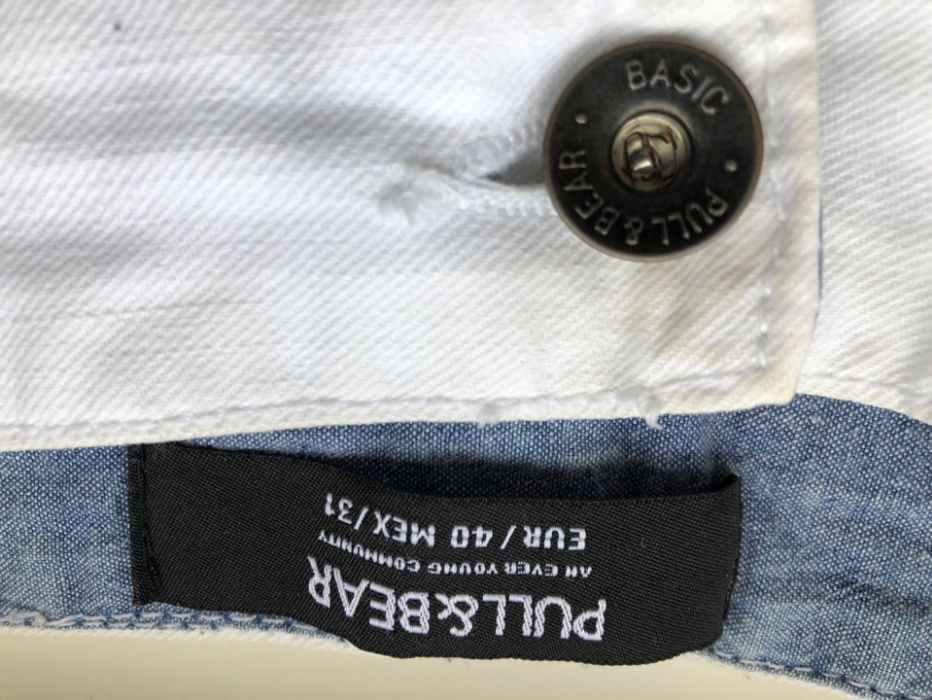 BASIC
PULL&BEAR
PULL&BEAR
AN EVER YOUNG COMMUNITY
EUR/40 MEX/31